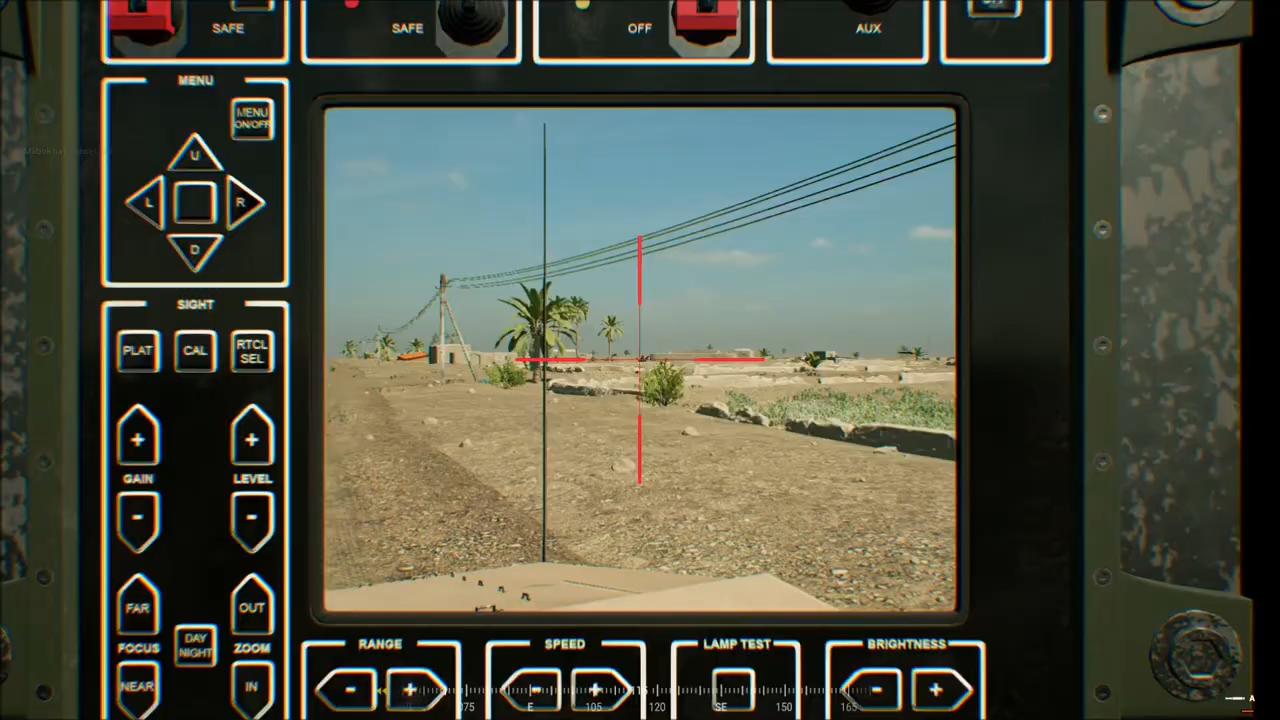 SAFE
SAFE
OFF
AUX
MENU
MENU
ON/OFF
U
L
R
D
SIGHT
PLAT
CAL
RTCL
SEL
+
+
GAIN
LEVEL
-
-
FAR
OUT
FOCUS
DAY
NIGHT
ZOOM
NEAR
IN
RANGE
SPEED
LAMP TEST
BRIGHTNESS
-
+
-
+
-
+
115
75
E
105
120
SE
150
165
A